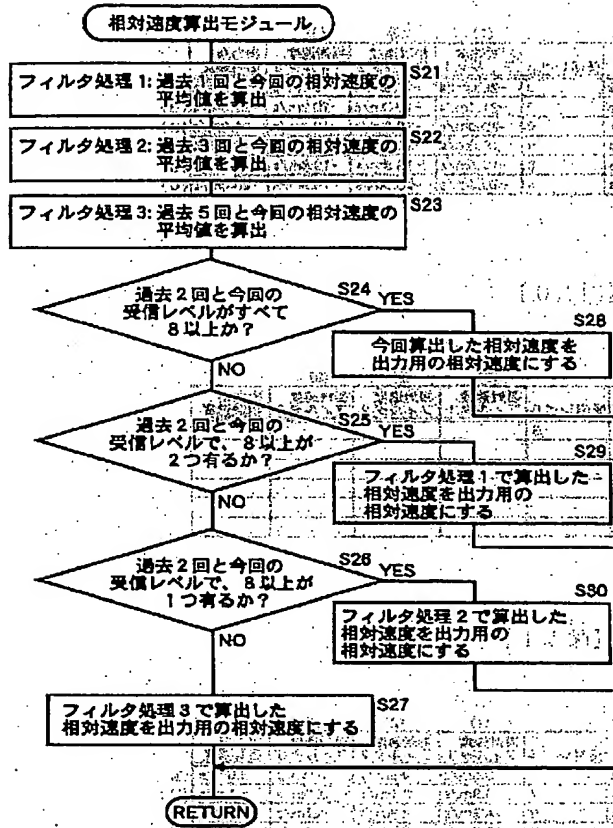 相対速度算出モジュール
S21
フィルタ処理1:過去1回と今回の相対速度の
平均値を算出
S22
フィルタ処理2:過去3回と今回の相対速度の
平均値を算出
S23
フィルタ処理3:過去5回と今回の相対速度の
平均値を算出
S24
過去2回と今回の
受信レベルがすべて
8以上か?
YES
NO
S28
今回算出した相対速度を
出力用の相対速度にする
S25
過去2回と今回の
受信レベルで、8以上が
2つ有るか?
YES
NO
S29
フィルタ処理1で算出した
相対速度を出力用の
相対速度にする
S26
過去2回と今回の
受信レベルで、8以上が
1つ有るか?
YES
NO
S30
フィルタ処理2で算出した
相対速度を出力用の
相対速度にする
S27
フィルタ処理3で算出した
相対速度を出力用の相対速度にする
RETURN